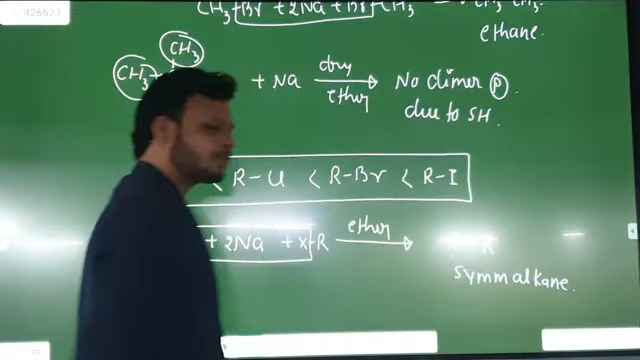 426523
CH₃ + Br + 2Na + Br + CH₃
ethane.
CH₃
CH₃ + Na dry ether No dimer P.
due to SH.
< R-Cl < R-Br < R-I
+ 2Na + x-R ether R
symm alkane.